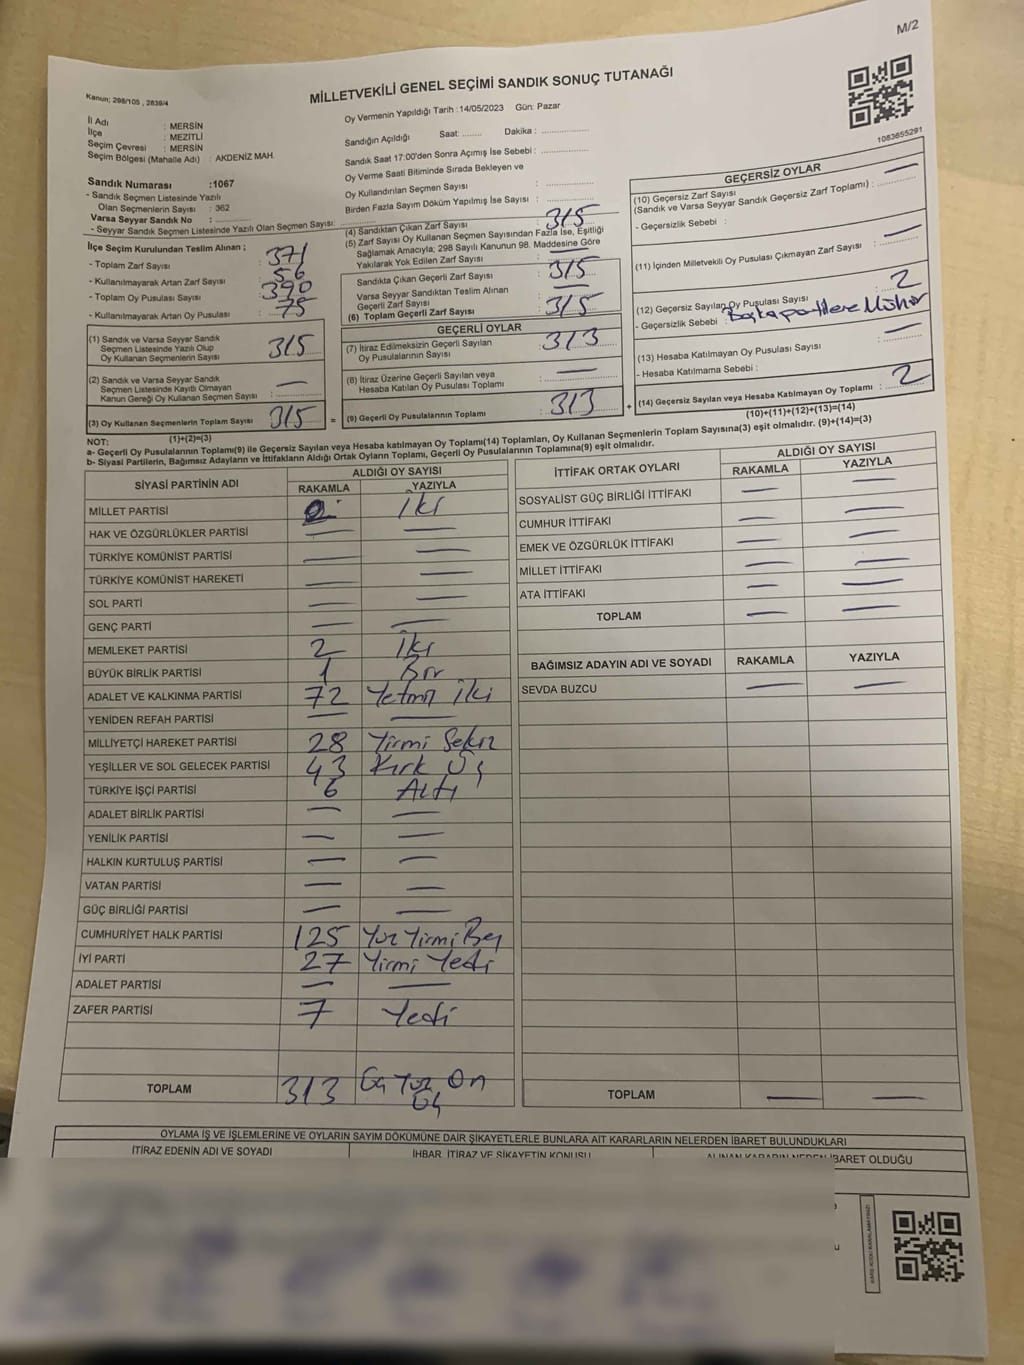 M/2
MİLLETVEKİLİ GENEL SEÇİMİ SANDIK SONUÇ TUTANAĞI
Kanun; 298/105 , 2839/4
İl Adı : MERSİN
İlçe : MEZİTLİ
Seçim Çevresi : MERSİN
Seçim Bölgesi (Mahalle Adı) : AKDENİZ MAH.
Sandık Numarası :1067
- Sandık Seçmen Listesinde Yazılı
Olan Seçmenlerin Sayısı : 362
Varsa Seyyar Sandık No :
- Seyyar Sandık Seçmen Listesinde Yazılı Olan Seçmen Sayısı:
Oy Vermenin Yapıldığı Tarih :14/05/2023 Gün: Pazar
Sandığın Açıldığı Saat: Dakika :
Sandık Saat 17:00'den Sonra Açımış İse Sebebi :
Oy Verme Saati Bitiminde Sırada Bekleyen ve
Oy Kullandırılan Seçmen Sayısı :
Birden Fazla Sayım Döküm Yapılmış İse Sayısı :
1083655291
İlçe Seçim Kurulundan Teslim Alınan ;
- Toplam Zarf Sayısı : 371
- Kullanılmayarak Artan Zarf Sayısı : 56
- Toplam Oy Pusulası Sayısı : 390
- Kullanılmayarak Artan Oy Pusulası : 75
(1) Sandık ve Varsa Seyyar Sandık
Seçmen Listesinde Yazılı Olup
Oy Kullanan Seçmenlerin Sayısı : 315
(2) Sandık ve Varsa Seyyar Sandık
Seçmen Listesinde Kayıtlı Olmayan
Kanun Gereği Oy Kullanan Seçmen Sayısı : —
(3) Oy Kullanan Seçmenlerin Toplam Sayısı : 315 =
(1)+(2)=(3)
(4) Sandıktan Çıkan Zarf Sayısı : 315
(5) Zarf Sayısı Oy Kullanan Seçmen Sayısından Fazla İse, Eşitliği
Sağlamak Amacıyla; 298 Sayılı Kanunun 98. Maddesine Göre
Yakılarak Yok Edilen Zarf Sayısı : —
Sandıkta Çıkan Geçerli Zarf Sayısı : 315
Varsa Seyyar Sandıktan Teslim Alınan
Geçerli Zarf Sayısı : —
(6) Toplam Geçerli Zarf Sayısı : 315
GEÇERLİ OYLAR
(7) İtiraz Edilmeksizin Geçerli Sayılan
Oy Pusulalarının Sayısı : 313
(8) İtiraz Üzerine Geçerli Sayılan veya
Hesaba Katılan Oy Pusulası Toplamı : —
(9) Geçerli Oy Pusulalarının Toplamı : 313 +
GEÇERSİZ OYLAR
(10) Geçersiz Zarf Sayısı
(Sandık ve Varsa Seyyar Sandık Geçersiz Zarf Toplamı) : —
- Geçersizlik Sebebi :
(11) İçinden Milletvekili Oy Pusulası Çıkmayan Zarf Sayısı : —
(12) Geçersiz Sayılan Oy Pusulası Sayısı : 2
- Geçersizlik Sebebi : Başka partilere Mühür
(13) Hesaba Katılmayan Oy Pusulası Sayısı : —
- Hesaba Katılmama Sebebi :
(14) Geçersiz Sayılan veya Hesaba Katılmayan Oy Toplamı : 2
(10)+(11)+(12)+(13)=(14)
NOT:
a- Geçerli Oy Pusulalarının Toplamı(9) ile Geçersiz Sayılan veya Hesaba katılmayan Oy Toplamı(14) Toplamları, Oy Kullanan Seçmenlerin Toplam Sayısına(3) eşit olmalıdır. (9)+(14)=(3)
b- Siyasi Partilerin, Bağımsız Adayların ve İttifakların Aldığı Ortak Oyların Toplamı, Geçerli Oy Pusulalarının Toplamına(9) eşit olmalıdır.
SİYASİ PARTİNİN ADI ALDIĞI OY SAYISI
RAKAMLA YAZIYLA
MİLLET PARTİSİ 2 iki
HAK VE ÖZGÜRLÜKLER PARTİSİ — —
TÜRKİYE KOMÜNİST PARTİSİ — —
TÜRKİYE KOMÜNİST HAREKETİ — —
SOL PARTİ — —
GENÇ PARTİ — —
MEMLEKET PARTİSİ 2 iki
BÜYÜK BİRLİK PARTİSİ 1 Bir
ADALET VE KALKINMA PARTİSİ 72 Yetmiş iki
YENİDEN REFAH PARTİSİ — —
MİLLİYETÇİ HAREKET PARTİSİ 28 Yirmi Sekiz
YEŞİLLER VE SOL GELECEK PARTİSİ 43 Kırk Üç
TÜRKİYE İŞÇİ PARTİSİ 6 Altı
ADALET BİRLİK PARTİSİ — —
YENİLİK PARTİSİ — —
HALKIN KURTULUŞ PARTİSİ — —
VATAN PARTİSİ — —
GÜÇ BİRLİĞİ PARTİSİ — —
CUMHURİYET HALK PARTİSİ 125 Yüz Yirmi Beş
İYİ PARTİ 27 Yirmi Yedi
ADALET PARTİSİ — —
ZAFER PARTİSİ 7 Yedi
TOPLAM 313 Üç Yüz On Üç
İTTİFAK ORTAK OYLARI ALDIĞI OY SAYISI
RAKAMLA YAZIYLA
SOSYALİST GÜÇ BİRLİĞİ İTTİFAKI — —
CUMHUR İTTİFAKI — —
EMEK VE ÖZGÜRLÜK İTTİFAKI — —
MİLLET İTTİFAKI — —
ATA İTTİFAKI — —
TOPLAM — —
BAĞIMSIZ ADAYIN ADI VE SOYADI RAKAMLA YAZIYLA
SEVDA BUZCU — —
TOPLAM — —
OYLAMA İŞ VE İŞLEMLERİNE VE OYLARIN SAYIM DÖKÜMÜNE DAİR ŞİKAYETLERLE BUNLARA AİT KARARLARIN NELERDEN İBARET BULUNDUKLARI
İTİRAZ EDENİN ADI VE SOYADI İHBAR, İTİRAZ VE ŞİKAYETİN KONUSU ALINAN KARARIN NEDEN İBARET OLDUĞU